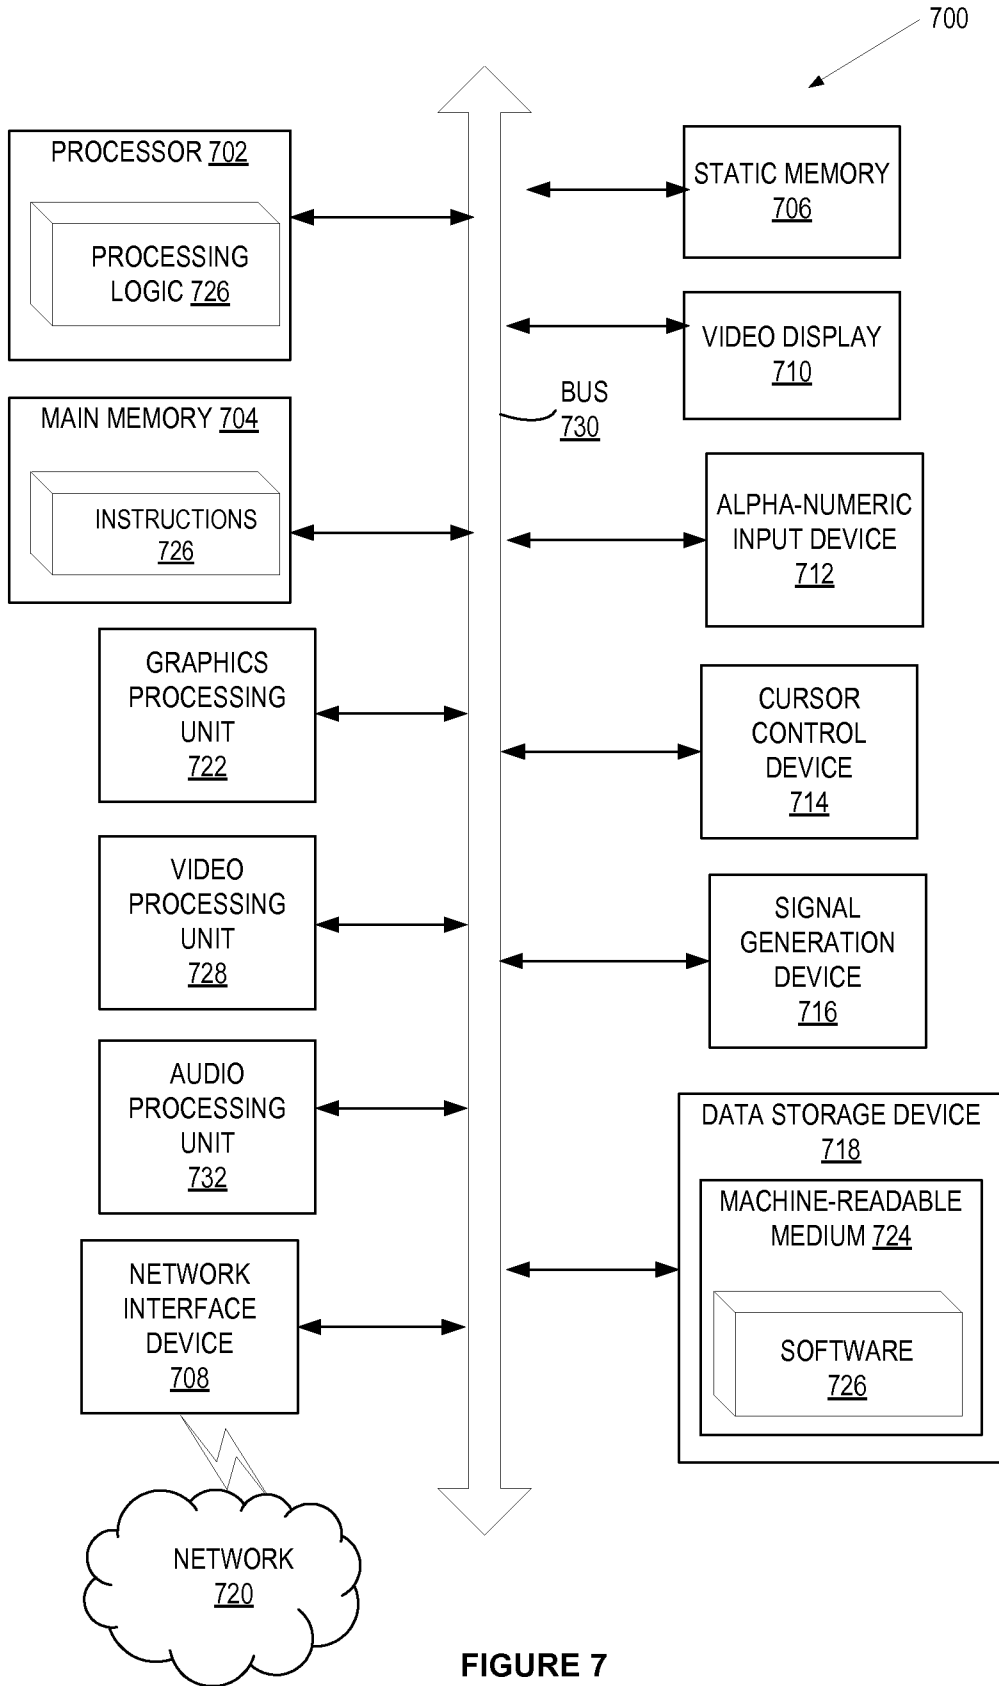 700
PROCESSOR 702
PROCESSING
LOGIC 726
MAIN MEMORY 704
INSTRUCTIONS
726
GRAPHICS
PROCESSING
UNIT
722
VIDEO
PROCESSING
UNIT
728
AUDIO
PROCESSING
UNIT
732
NETWORK
INTERFACE
DEVICE
708
NETWORK
720
BUS
730
STATIC MEMORY
706
VIDEO DISPLAY
710
ALPHA-NUMERIC
INPUT DEVICE
712
CURSOR
CONTROL
DEVICE
714
SIGNAL
GENERATION
DEVICE
716
DATA STORAGE DEVICE
718
MACHINE-READABLE
MEDIUM 724
SOFTWARE
726
FIGURE 7